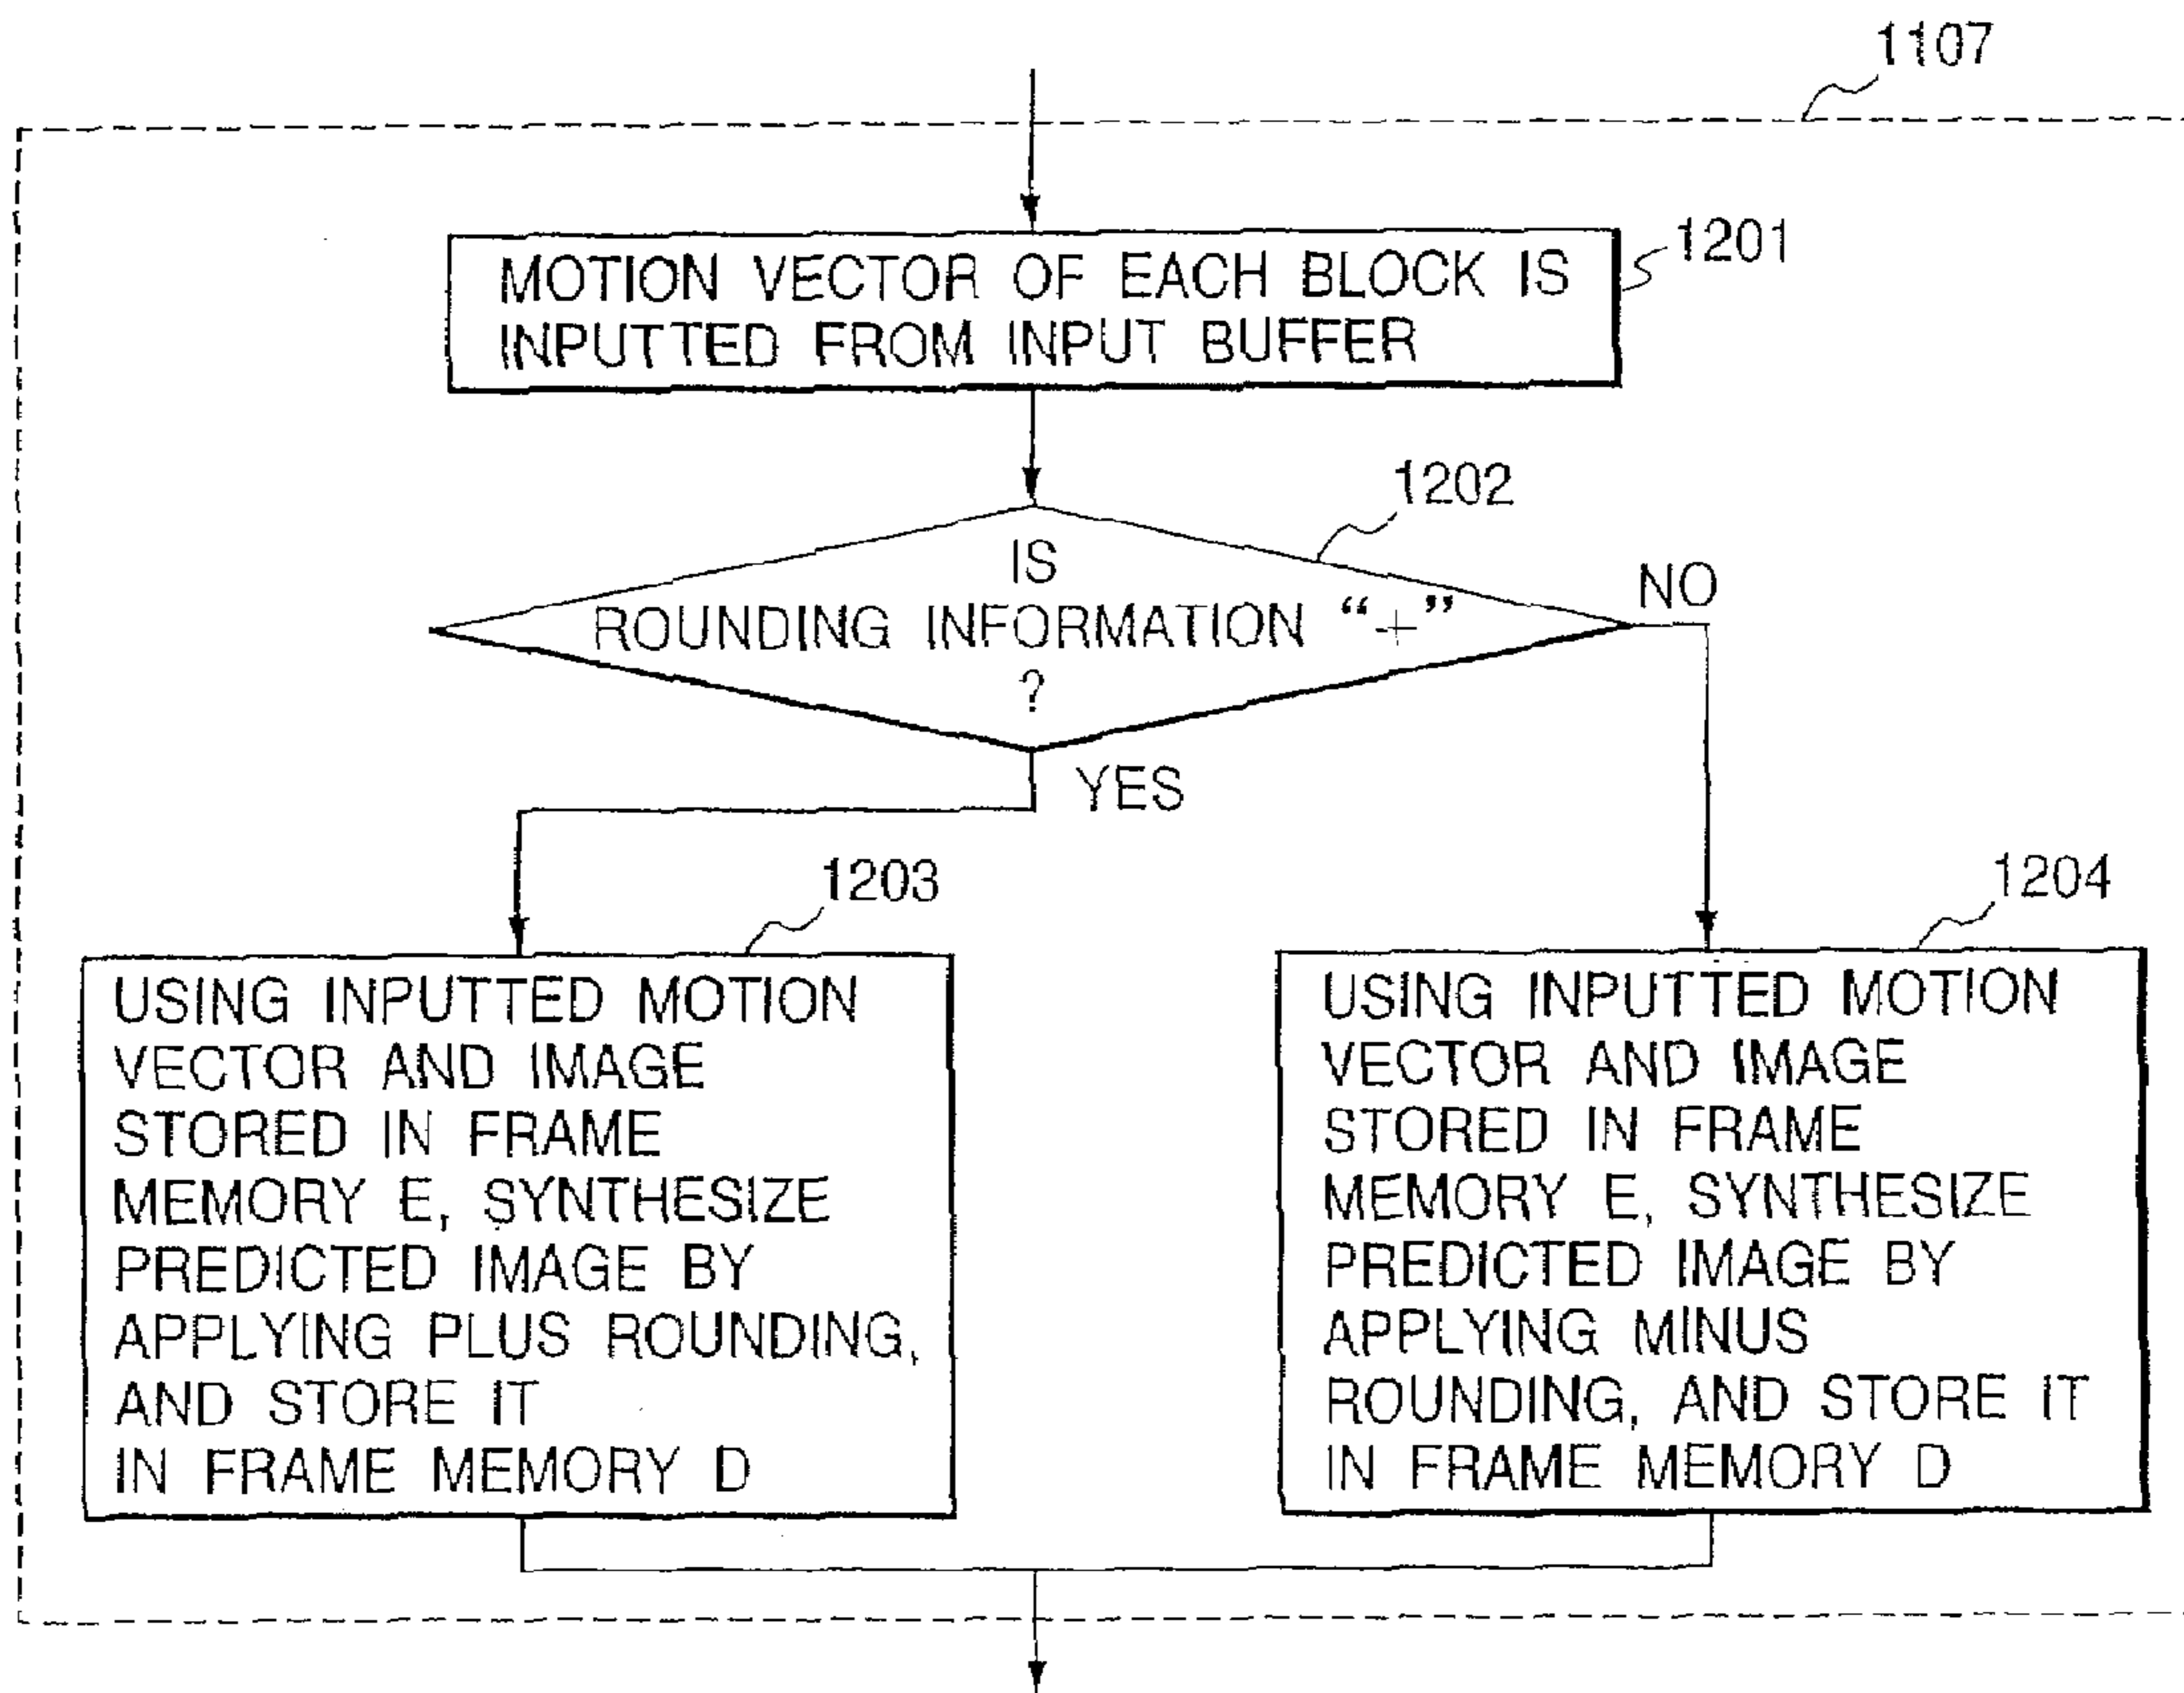 1107
MOTION VECTOR OF EACH BLOCK IS
INPUTTED FROM INPUT BUFFER
1201
1202
IS
ROUNDING INFORMATION “+”
?
NO
YES
1203
USING INPUTTED MOTION
VECTOR AND IMAGE
STORED IN FRAME
MEMORY E, SYNTHESIZE
PREDICTED IMAGE BY
APPLYING PLUS ROUNDING,
AND STORE IT
IN FRAME MEMORY D
1204
USING INPUTTED MOTION
VECTOR AND IMAGE
STORED IN FRAME
MEMORY E, SYNTHESIZE
PREDICTED IMAGE BY
APPLYING MINUS
ROUNDING, AND STORE IT
IN FRAME MEMORY D